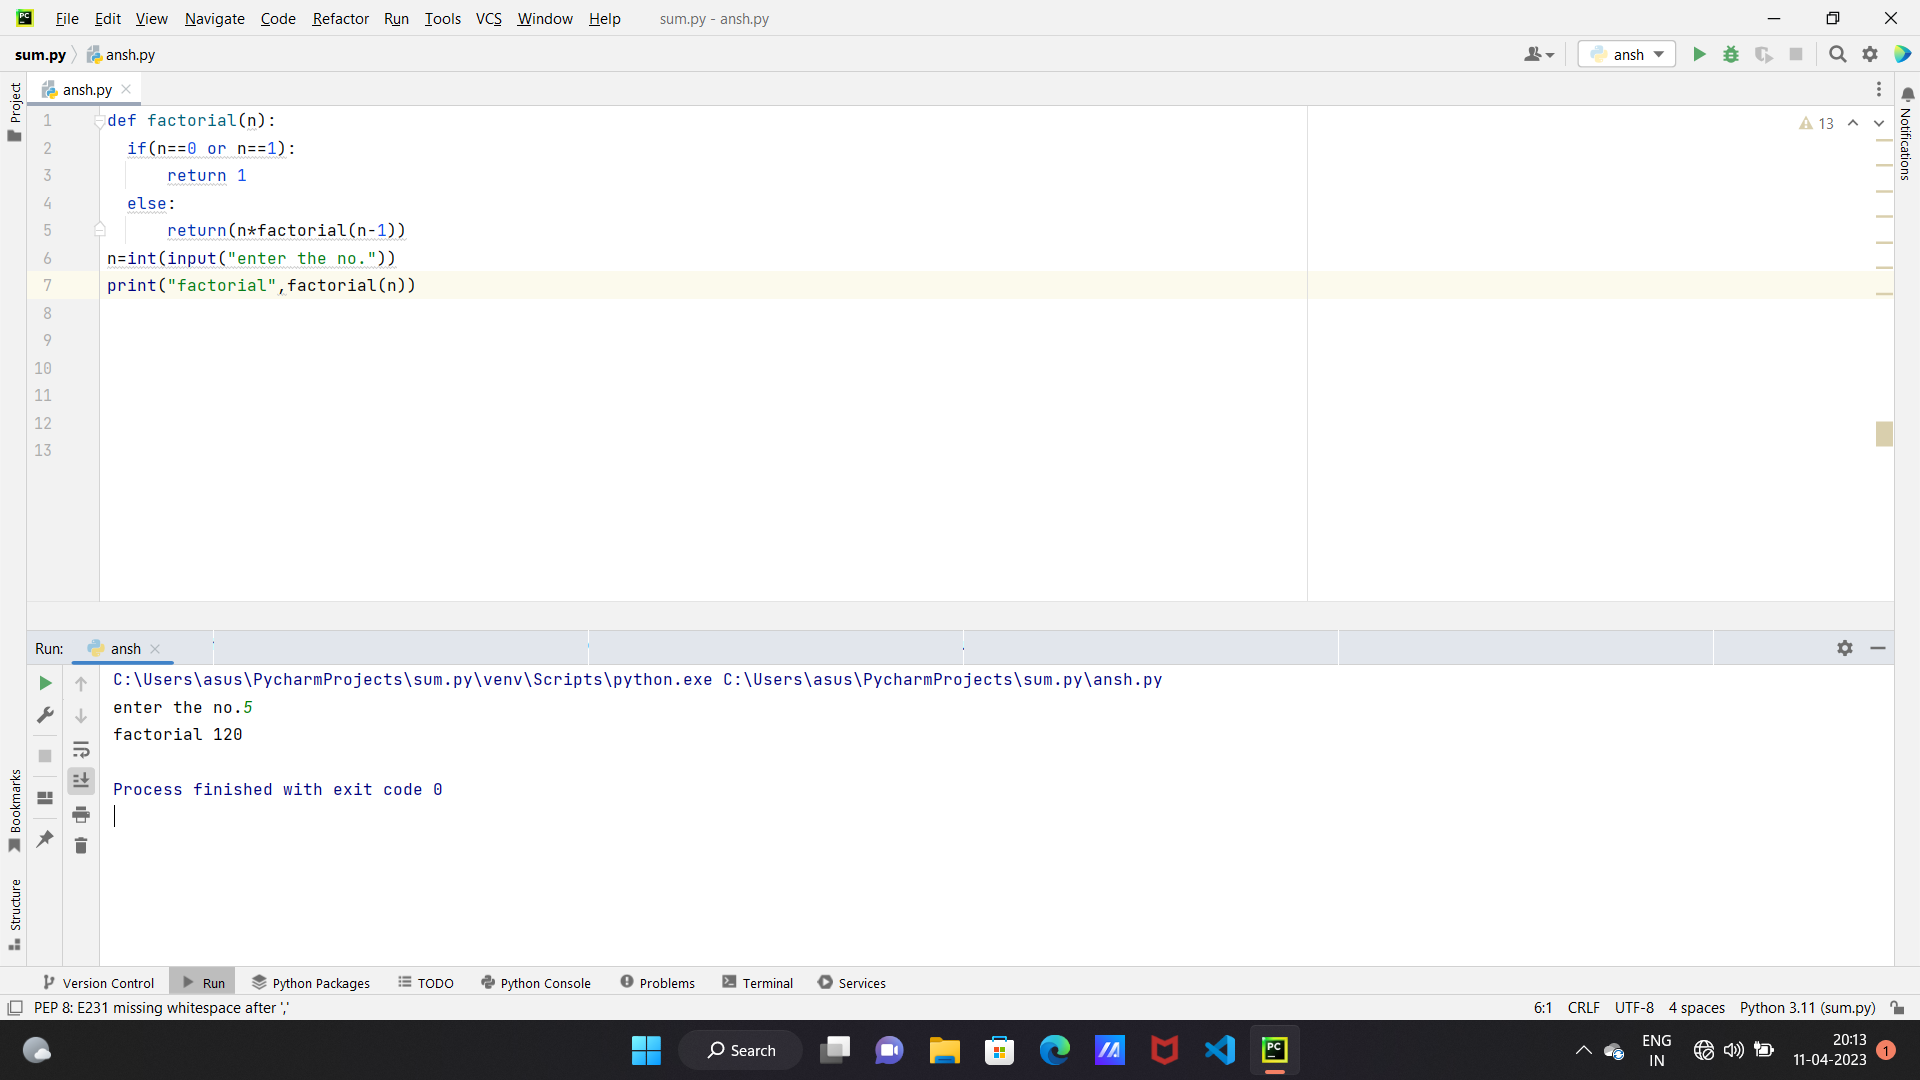 File Edit View Navigate Code Refactor Run Tools VCS Window Help sum.py - ansh.py
sum.py ansh.py ansh
Project
ansh.py
Notifications
1 def factorial(n):
13
2 if(n==0 or n==1):
3 return 1
4 else:
5 return(n*factorial(n-1))
6 n=int(input("enter the no."))
7 print("factorial",factorial(n))
8
9
10
11
12
13
Run: ansh
C:\Users\asus\PycharmProjects\sum.py\venv\Scripts\python.exe C:\Users\asus\PycharmProjects\sum.py\ansh.py
enter the no.5
factorial 120
Process finished with exit code 0
Bookmarks
Structure
Version Control Run Python Packages TODO Python Console Problems Terminal Services
PEP 8: E231 missing whitespace after ',' 6:1 CRLF UTF-8 4 spaces Python 3.11 (sum.py)
Search PC ENG 20:13
IN 11-04-2023 1